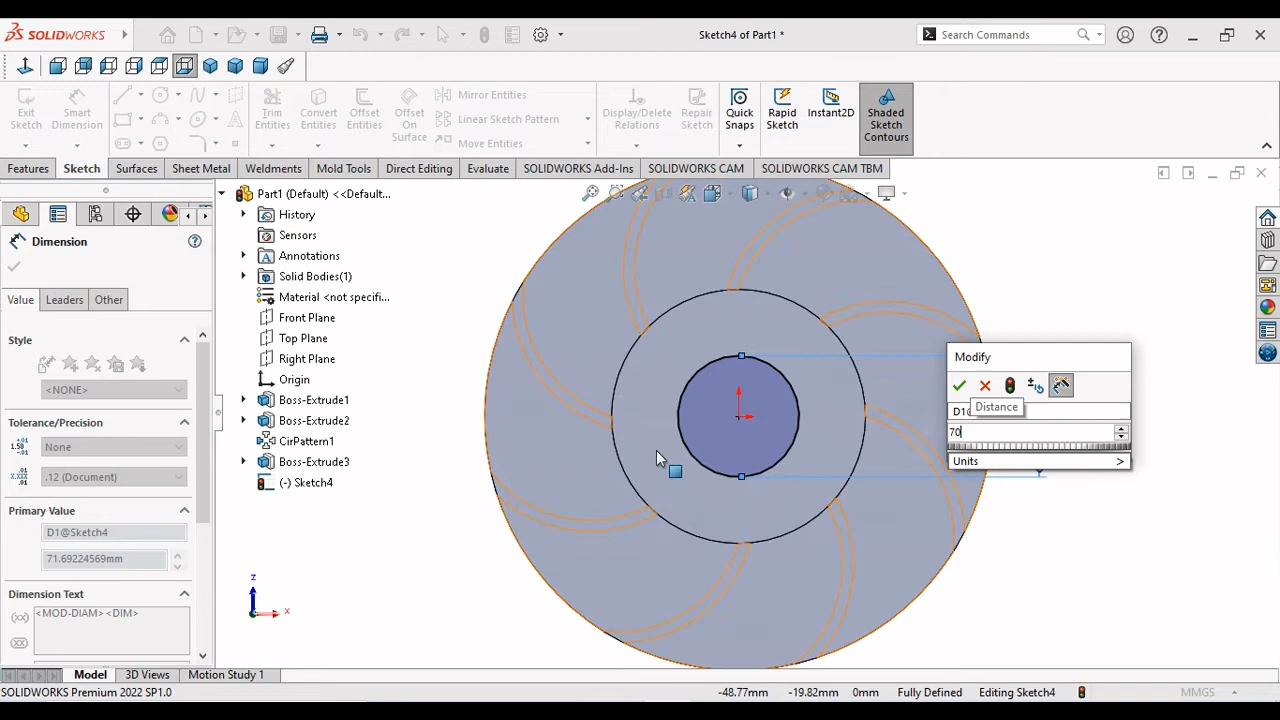 SOLIDWORKS
Sketch4 of Part1 *
Search Commands
Exit Sketch
Smart Dimension
Trim Entities
Convert Entities
Offset Entities
Offset On Surface
Mirror Entities
Linear Sketch Pattern
Move Entities
Display/Delete Relations
Repair Sketch
Quick Snaps
Rapid Sketch
Instant2D
Shaded Sketch Contours
Features
Sketch
Surfaces
Sheet Metal
Weldments
Mold Tools
Direct Editing
Evaluate
SOLIDWORKS Add-Ins
SOLIDWORKS CAM
SOLIDWORKS CAM TBM
Dimension
Value
Leaders
Other
Style
<NONE>
Tolerance/Precision
None
.12 (Document)
Primary Value
D1@Sketch4
71.69224569mm
Dimension Text
<MOD-DIAM> <DIM>
Part1 (Default) <<Default...
History
Sensors
Annotations
Solid Bodies(1)
Material <not specifi...
Front Plane
Top Plane
Right Plane
Origin
Boss-Extrude1
Boss-Extrude2
CirPattern1
Boss-Extrude3
(-) Sketch4
Modify
Distance
70
Units
z
x
Model
3D Views
Motion Study 1
SOLIDWORKS Premium 2022 SP1.0
-48.77mm
-19.82mm
0mm
Fully Defined
Editing Sketch4
MMGS